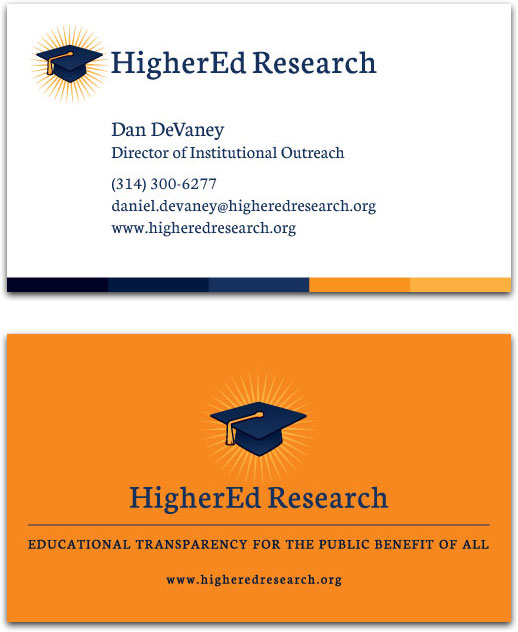 HigherEd Research
Dan DeVaney
Director of Institutional Outreach
(314) 300-6277
daniel.devaney@higheredresearch.org
www.higheredresearch.org
HigherEd Research
EDUCATIONAL TRANSPARENCY FOR THE PUBLIC BENEFIT OF ALL
www.higheredresearch.org